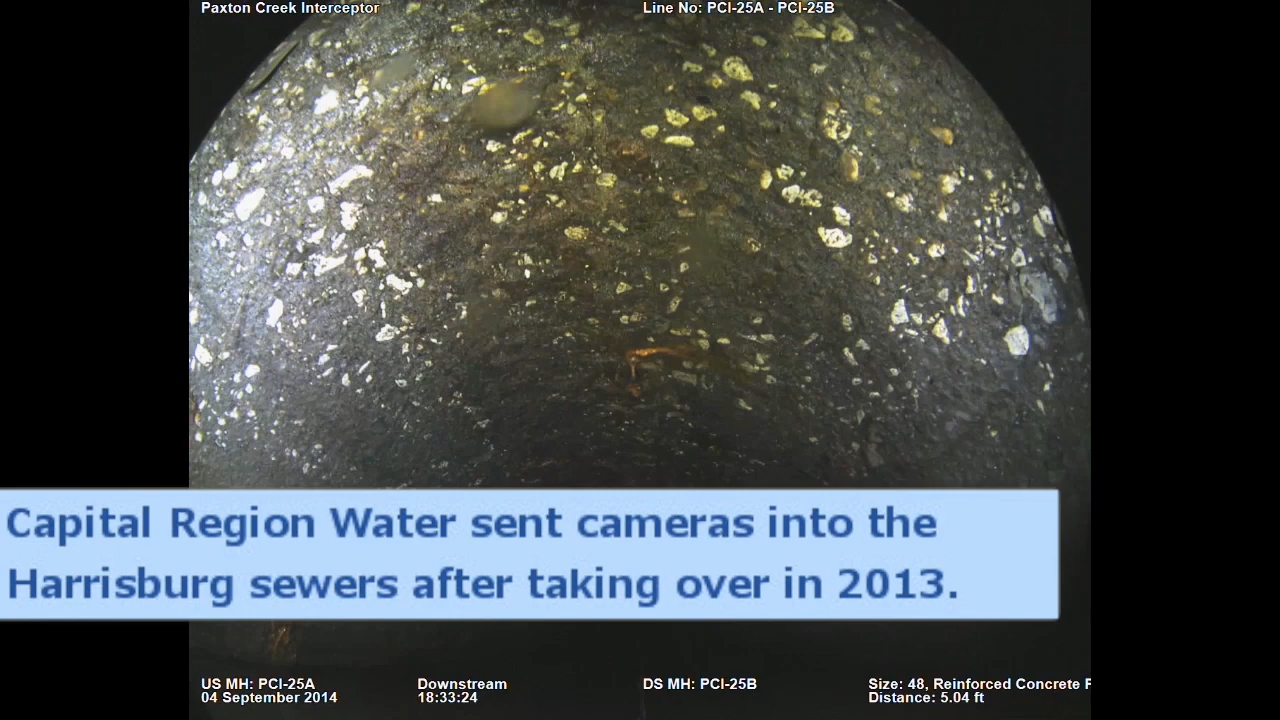 Paxton Creek Interceptor
Line No: PCI-25A - PCI-25B
Capital Region Water sent cameras into the
Harrisburg sewers after taking over in 2013.
US MH: PCI-25A
Downstream
DS MH: PCI-25B
Size: 48, Reinforced Concrete
04 September 2014
18:33:24
Distance: 5.04 ft